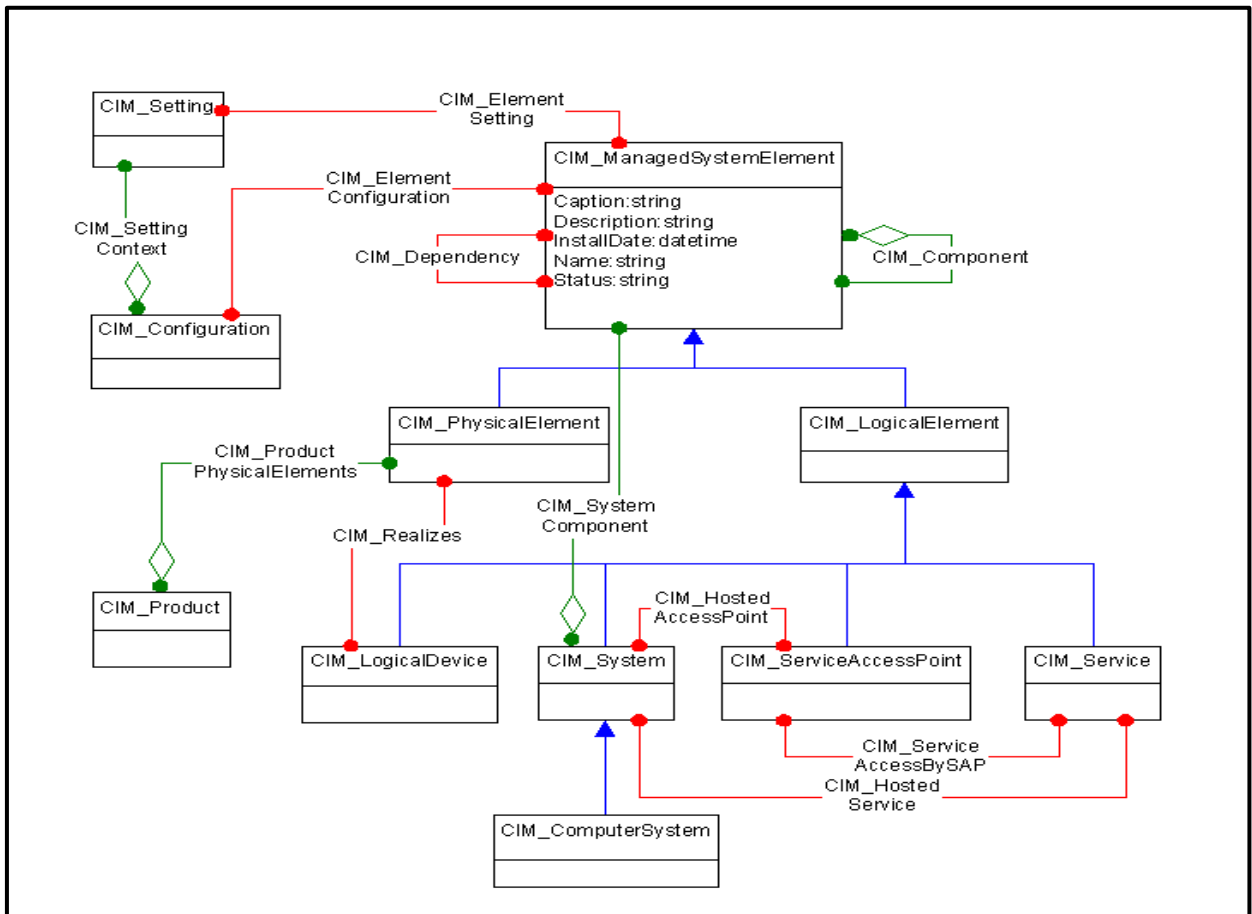 CIM_Setting
CIM_Element
Setting
CIM_ManagedSystemElement
CIM_Element
Configuration
Caption:string
Description:string
InstallDate:datetime
Name:string
Status:string
CIM_Setting
Context
CIM_Dependency
CIM_Component
CIM_Configuration
CIM_PhysicalElement
CIM_LogicalElement
CIM_Product
PhysicalElements
CIM_System
Component
CIM_Realizes
CIM_Product
CIM_Hosted
AccessPoint
CIM_LogicalDevice
CIM_System
CIM_ServiceAccessPoint
CIM_Service
CIM_Service
AccessBySAP
CIM_Hosted
Service
CIM_ComputerSystem